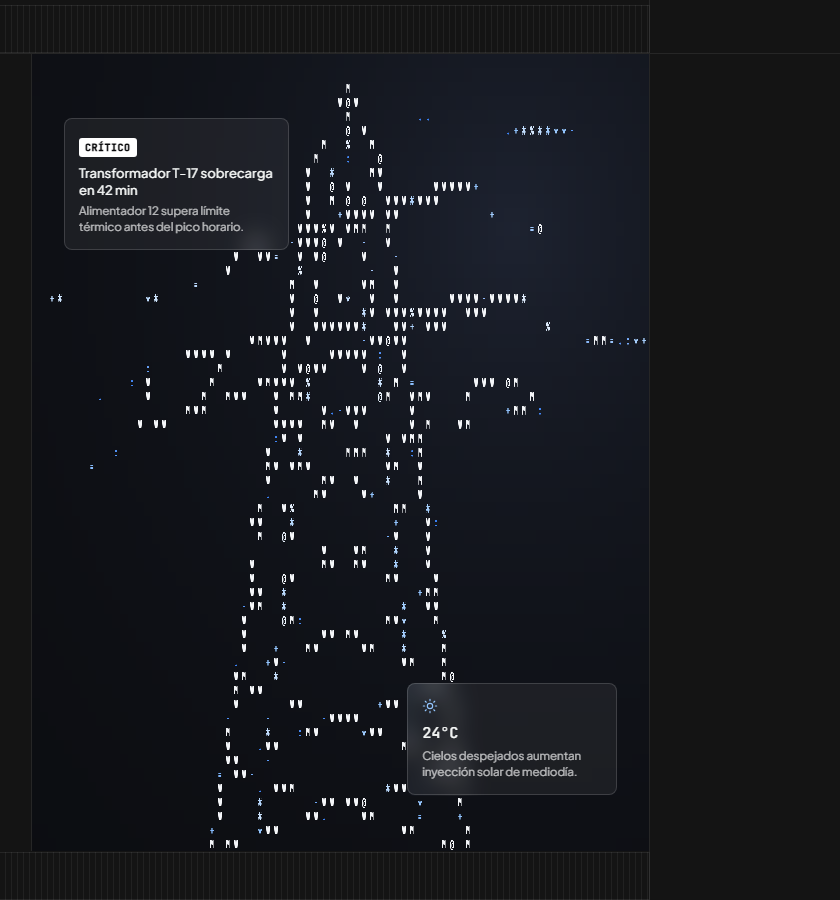 CRÍTICO
Transformador T-17 sobrecarga
en 42 min
Alimentador 12 supera límite
térmico antes del pico horario.
24°C
Cielos despejados aumentan
inyección solar de mediodía.